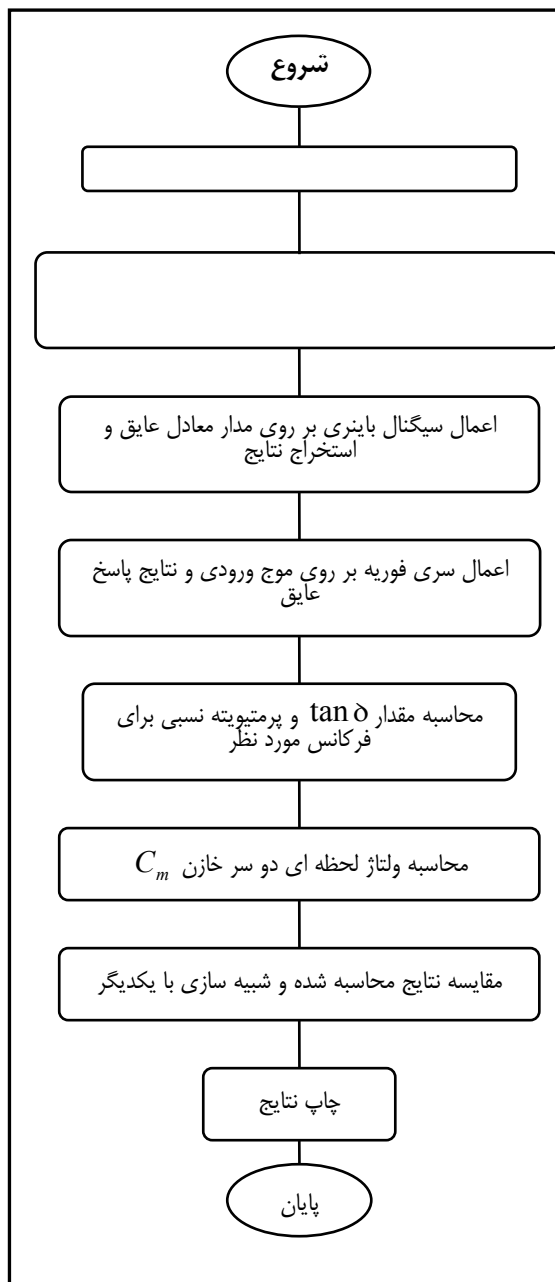 شروع
اعمال سیگنال باینری بر روی مدار معادل عایق و
استخراج نتایج
اعمال سری فوریه بر روی موج ورودی و نتایج پاسخ
عایق
محاسبه مقدار tan δ و پرمتیویته نسبی برای
فرکانس مورد نظر
محاسبه ولتاژ لحظه ای دو سر خازن C_m
مقایسه نتایج محاسبه شده و شبیه سازی با یکدیگر
چاپ نتایج
پایان